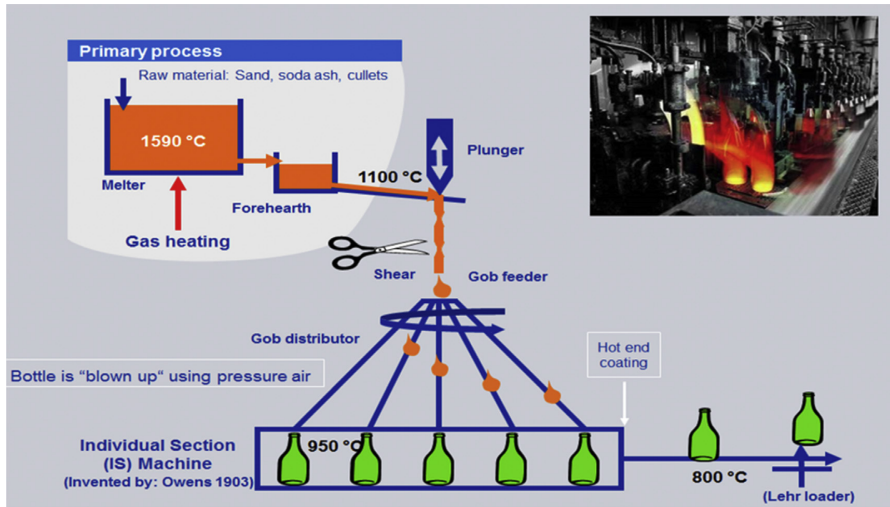 Primary process
Raw material: Sand, soda ash, cullets
1590 °C
Melter
Gas heating
Forehearth
1100 °C
Plunger
Shear
Gob feeder
Gob distributor
Hot end
coating
Bottle is "blown up" using pressure air
Individual Section
(IS) Machine
(Invented by: Owens 1903)
950 °C
800 °C
(Lehr loader)